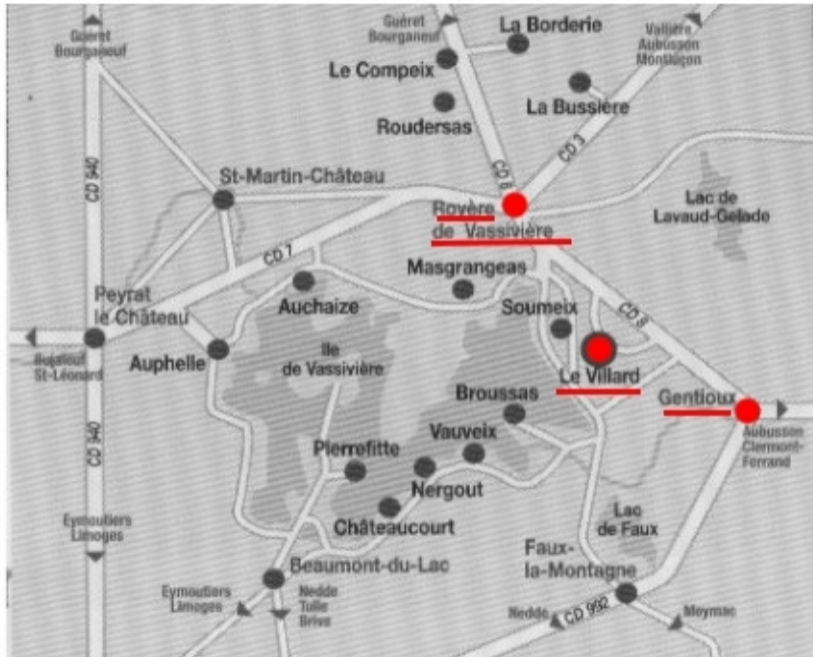 Guéret
Bourganeuf
Guéret
Bourganeuf
La Borderie
Vallière
Aubusson
Montluçon
Le Compeix
La Bussière
Roudersas
CD 940
CD 8
CD 3
St-Martin-Château
Royère
de Vassivière
Lac de
Lavaud-Gelade
CD 7
Masgrangeas
Peyrat
le Château
Auchaize
Soumeix
CD 8
Bujaleuf
St-Léonard
Auphelle
Ile
de Vassivière
Le Villard
Broussas
Gentioux
CD 940
Vauveix
Aubusson
Clermont-
Ferrand
Pierrefitte
Nergout
Châteaucourt
Lac
de Faux
Eymoutiers
Limoges
Faux-
la-Montagne
Beaumont-du-Lac
Eymoutiers
Limoges
Nedde
Tulle
Brive
Nedde
CD 992
Meymac